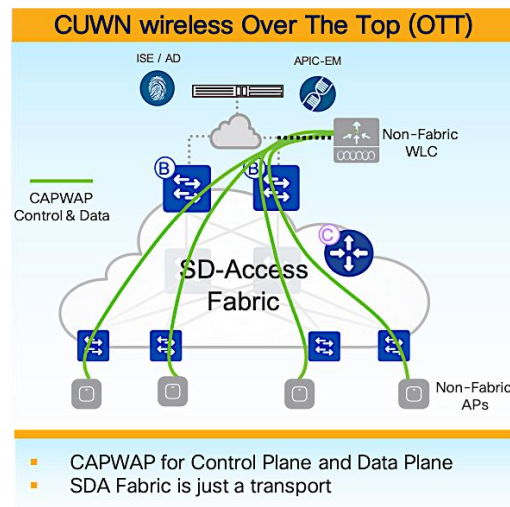 CUWN wireless Over The Top (OTT)
ISE / AD
APIC-EM
Non-Fabric
WLC
B
B
CAPWAP
Control & Data
C
SD-Access
Fabric
Non-Fabric
APs
CAPWAP for Control Plane and Data Plane
SDA Fabric is just a transport